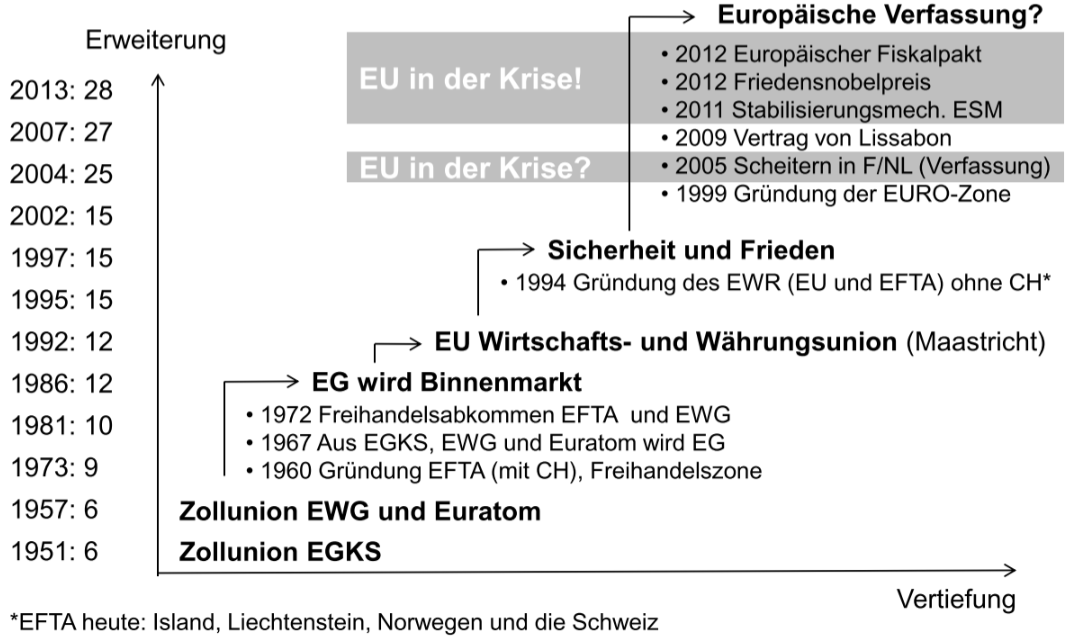 Europäische Verfassung?
Erweiterung
EU in der Krise!
• 2012 Europäischer Fiskalpakt
• 2012 Friedensnobelpreis
• 2011 Stabilisierungsmech. ESM
• 2009 Vertrag von Lissabon
EU in der Krise?
• 2005 Scheitern in F/NL (Verfassung)
• 1999 Gründung der EURO-Zone
2013: 28
2007: 27
2004: 25
2002: 15
1997: 15
1995: 15
1992: 12
1986: 12
1981: 10
1973: 9
1957: 6
1951: 6
Sicherheit und Frieden
• 1994 Gründung des EWR (EU und EFTA) ohne CH*
EU Wirtschafts- und Währungsunion (Maastricht)
EG wird Binnenmarkt
• 1972 Freihandelsabkommen EFTA und EWG
• 1967 Aus EGKS, EWG und Euratom wird EG
• 1960 Gründung EFTA (mit CH), Freihandelszone
Zollunion EWG und Euratom
Zollunion EGKS
Vertiefung
*EFTA heute: Island, Liechtenstein, Norwegen und die Schweiz